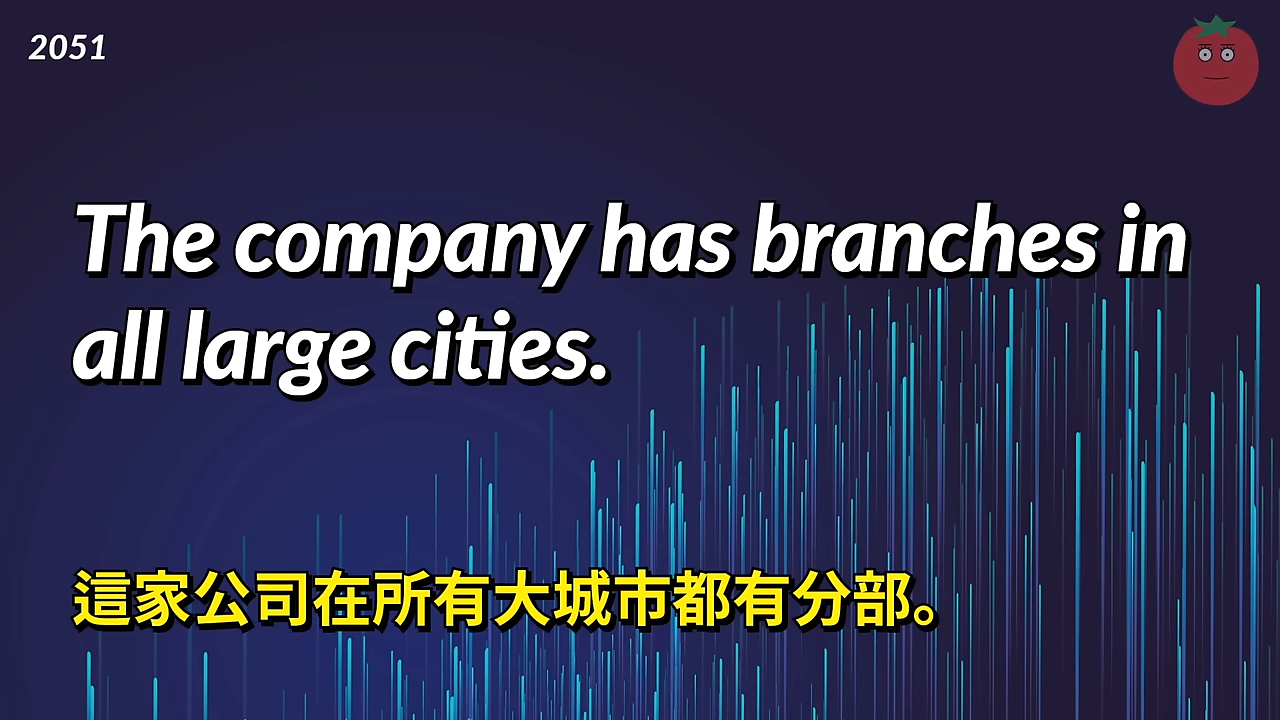 2051
The company has branches in
all large cities.
這家公司在所有大城市都有分部。